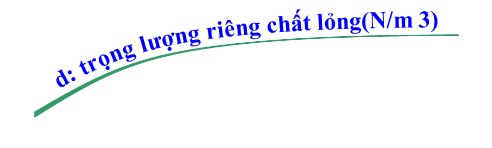 d: trọng lượng riêng chất lỏng(N/m 3)